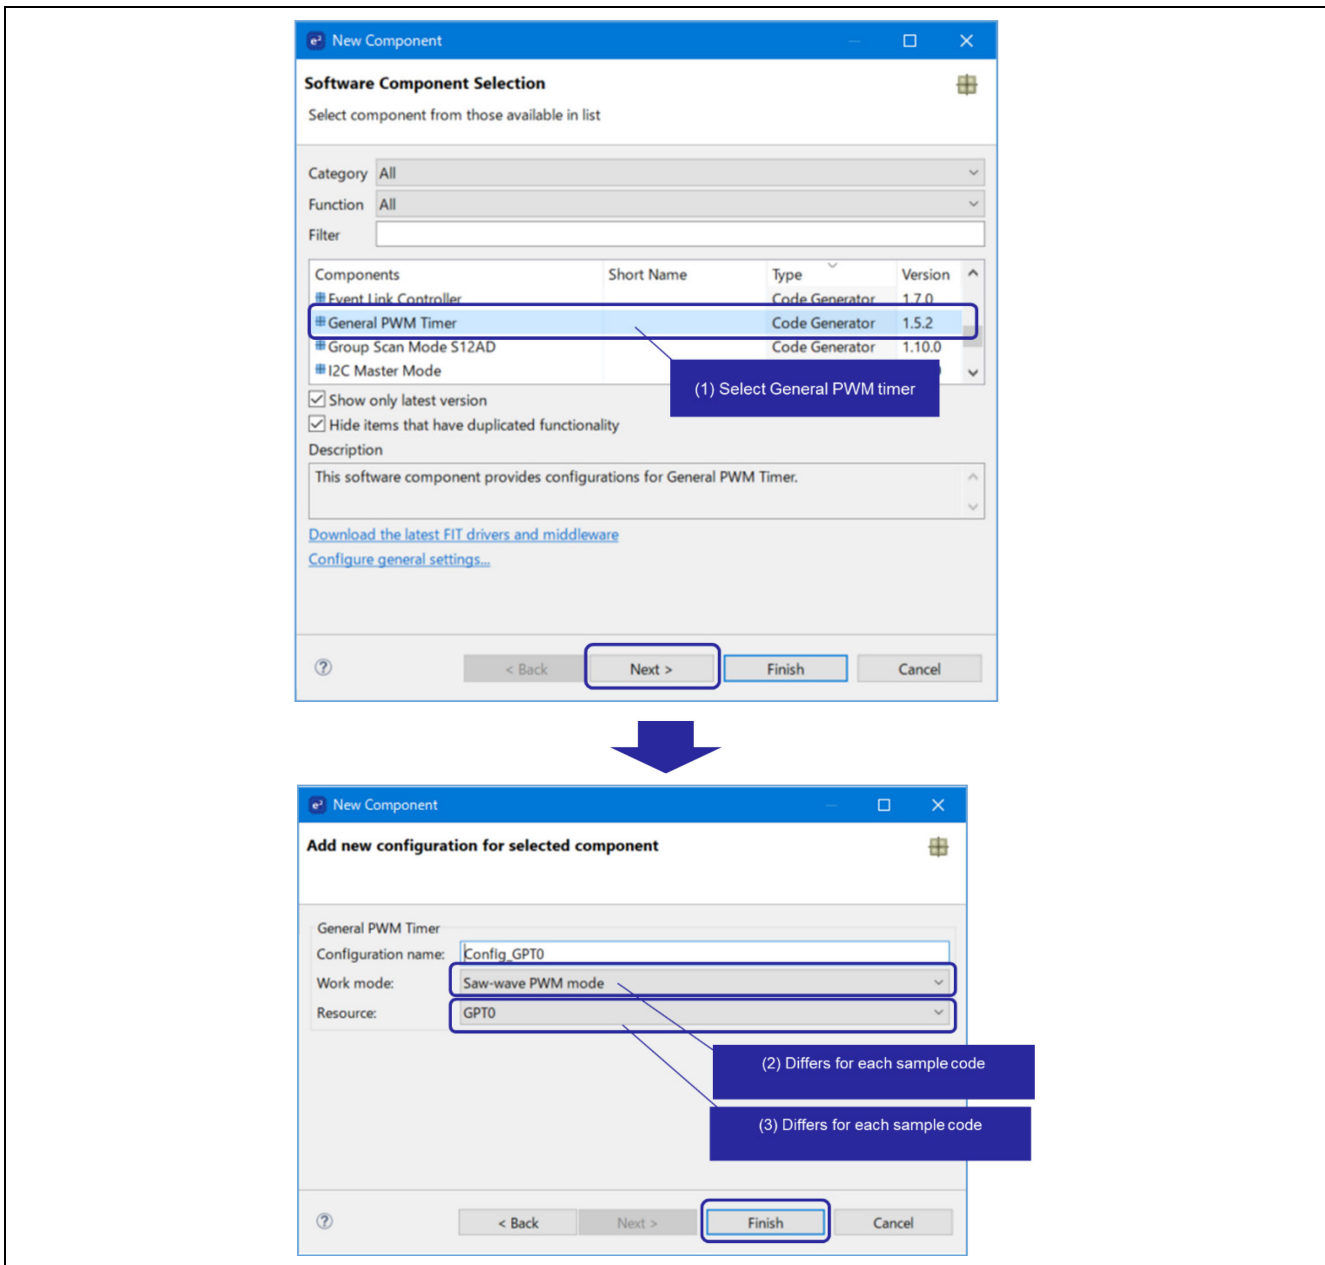 e² New Component
Software Component Selection
Select component from those available in list
Category All
Function All
Filter
Components Short Name Type Version
Event Link Controller Code Generator 1.7.0
General PWM Timer Code Generator 1.5.2
Group Scan Mode S12AD Code Generator 1.10.0
I2C Master Mode
(1) Select General PWM timer
Show only latest version
Hide items that have duplicated functionality
Description
This software component provides configurations for General PWM Timer.
Download the latest FIT drivers and middleware
Configure general settings...
? < Back Next > Finish Cancel
e² New Component
Add new configuration for selected component
General PWM Timer
Configuration name: Config_GPT0
Work mode: Saw-wave PWM mode
Resource: GPT0
(2) Differs for each sample code
(3) Differs for each sample code
? < Back Next > Finish Cancel